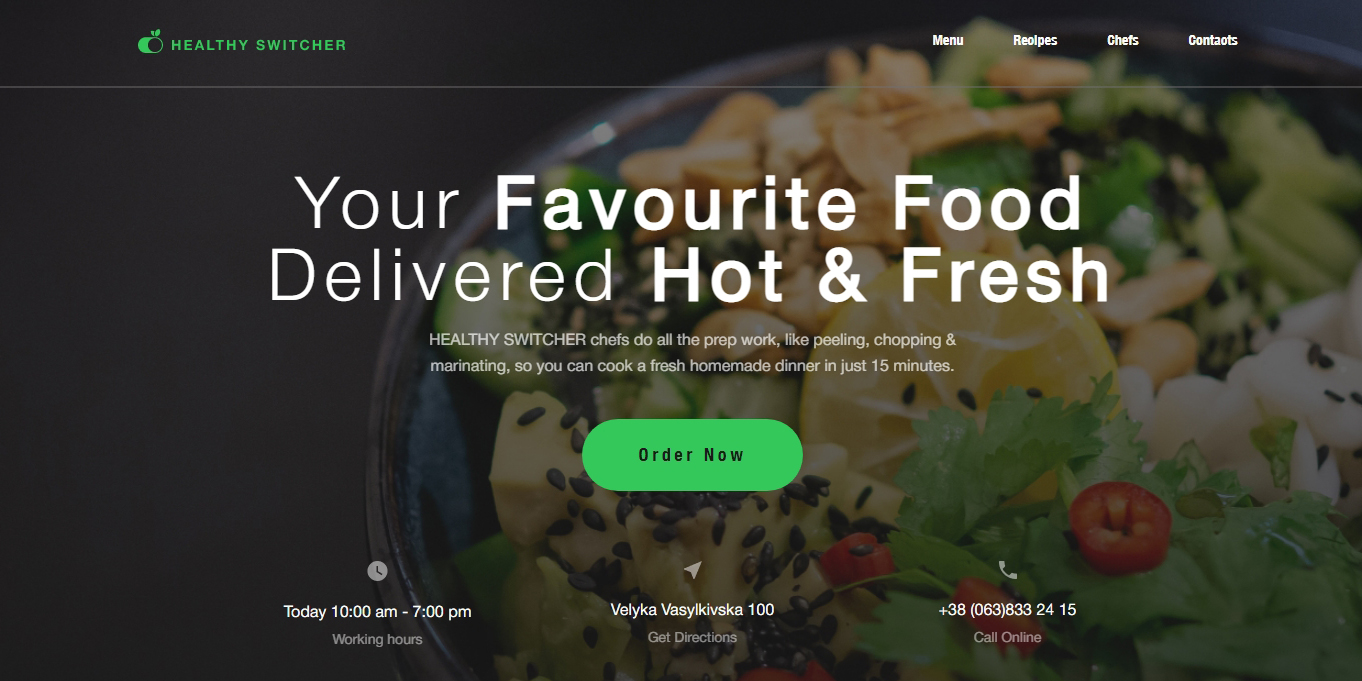 HEALTHY SWITCHER
Menu
Recipes
Chefs
Contacts
Your Favourite Food
Delivered Hot & Fresh
HEALTHY SWITCHER chefs do all the prep work, like peeling, chopping &
marinating, so you can cook a fresh homemade dinner in just 15 minutes.
Order Now
Today 10:00 am - 7:00 pm
Working hours
Velyka Vasylkivska 100
Get Directions
+38 (063)833 24 15
Call Online